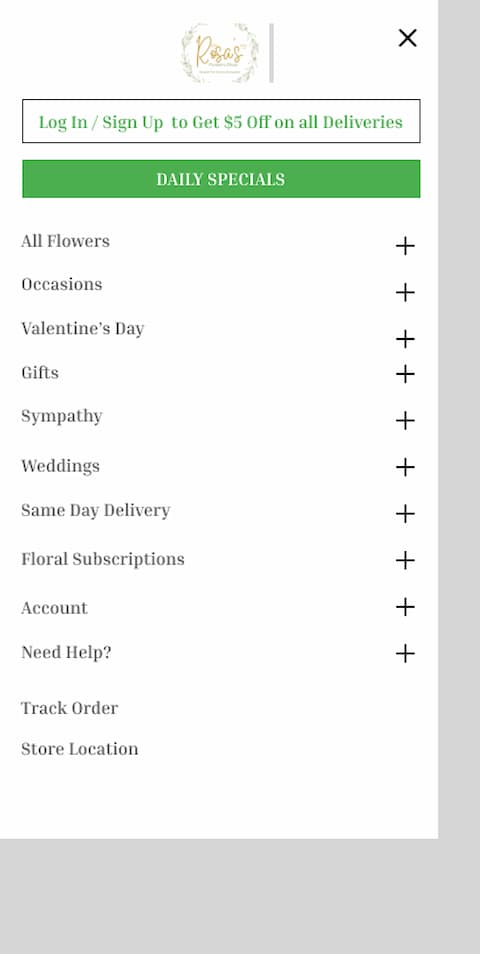 Rosa's
Log In / Sign Up to Get $5 Off on all Deliveries
DAILY SPECIALS
All Flowers
Occasions
Valentine's Day
Gifts
Sympathy
Weddings
Same Day Delivery
Floral Subscriptions
Account
Need Help?
Track Order
Store Location